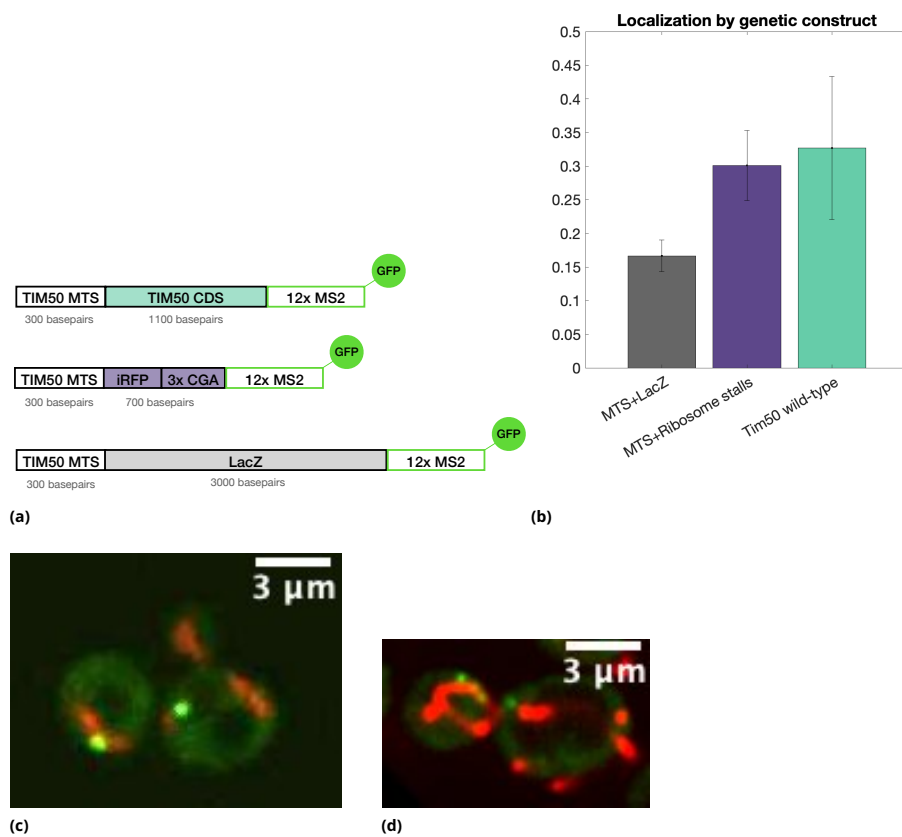 GFP
TIM50 MTS TIM50 CDS 12x MS2
300 basepairs 1100 basepairs
GFP
TIM50 MTS iRFP 3x CGA 12x MS2
300 basepairs 700 basepairs
GFP
TIM50 MTS LacZ 12x MS2
300 basepairs 3000 basepairs
(a)
Localization by genetic construct
0.5
0.45
0.4
0.35
0.3
0.25
0.2
0.15
0.1
0.05
0
MTS+LacZ
MTS+Ribosome stalls
Tim50 wild-type
(b)
3 µm
(c)
3 µm
(d)